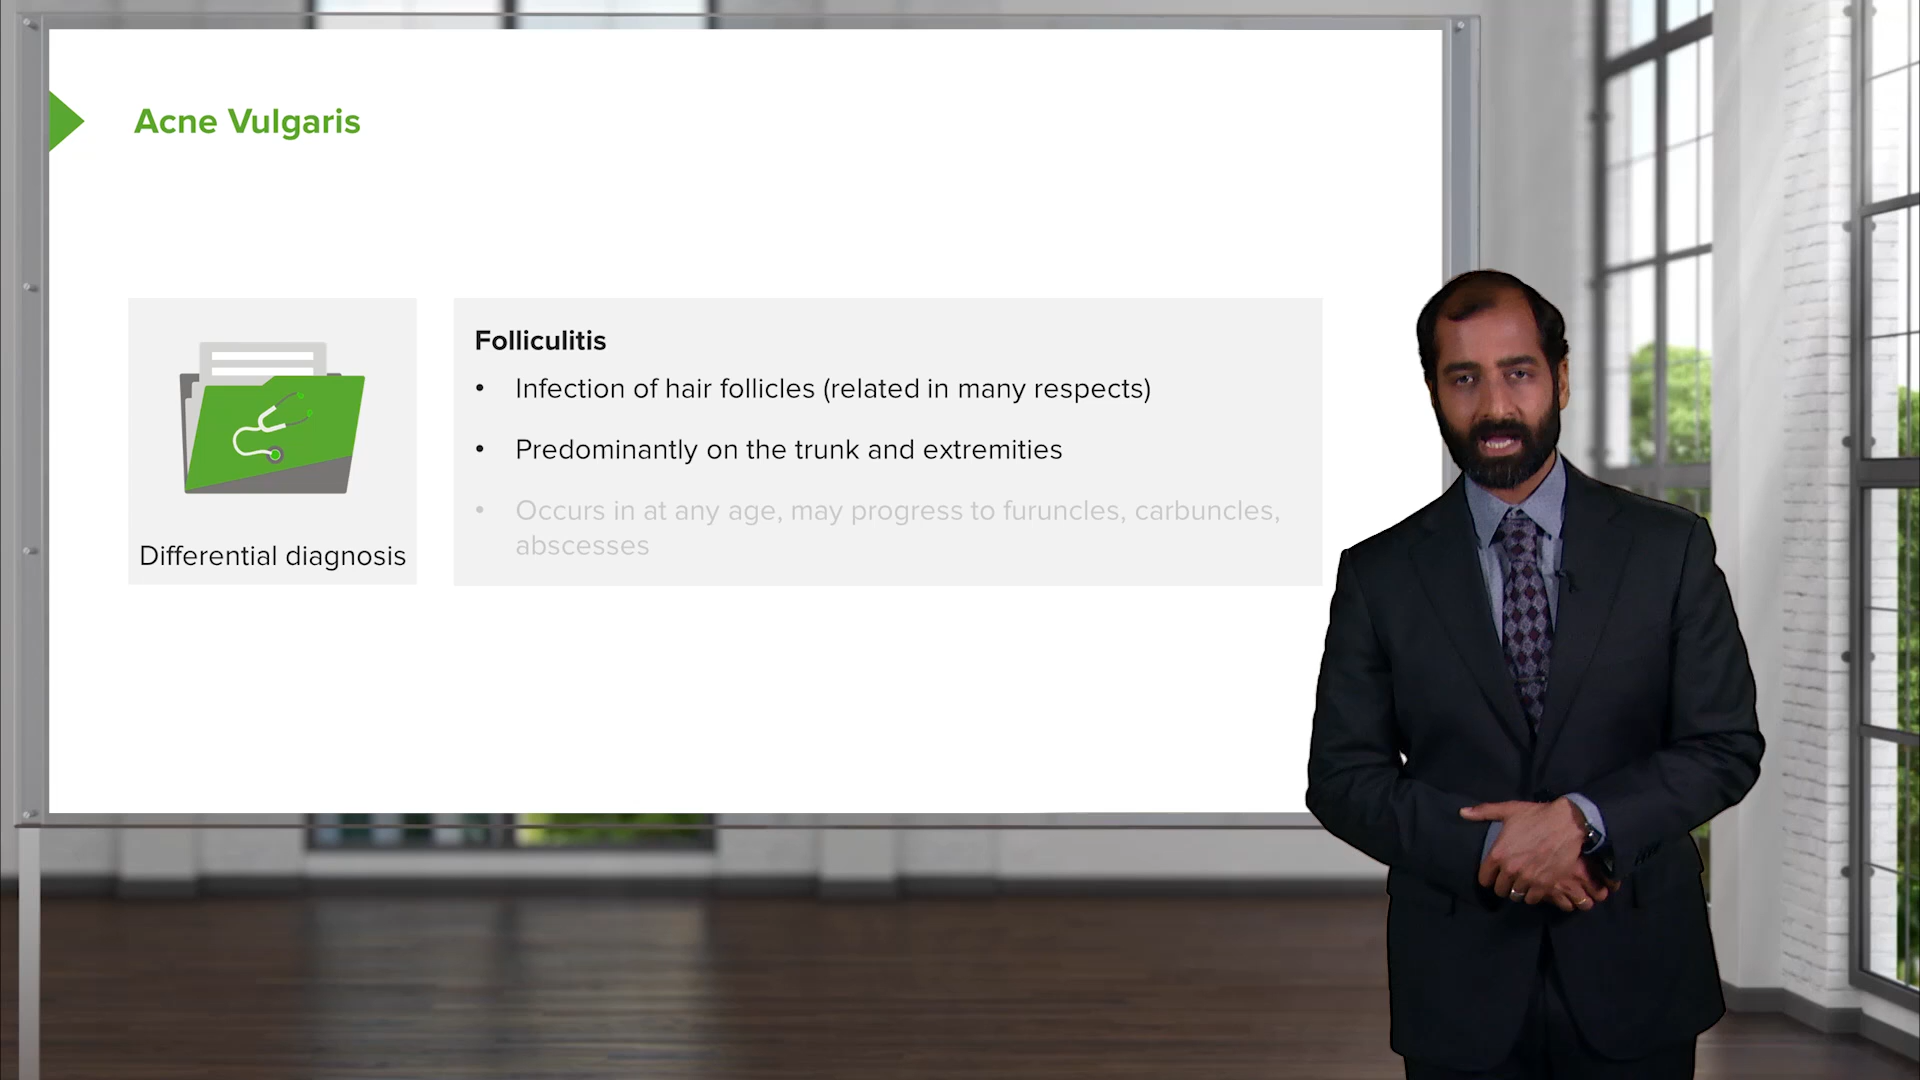 Acne Vulgaris
Differential diagnosis
Folliculitis
• Infection of hair follicles (related in many respects)
• Predominantly on the trunk and extremities
• Occurs in at any age, may progress to furuncles, carbuncles,
abscesses